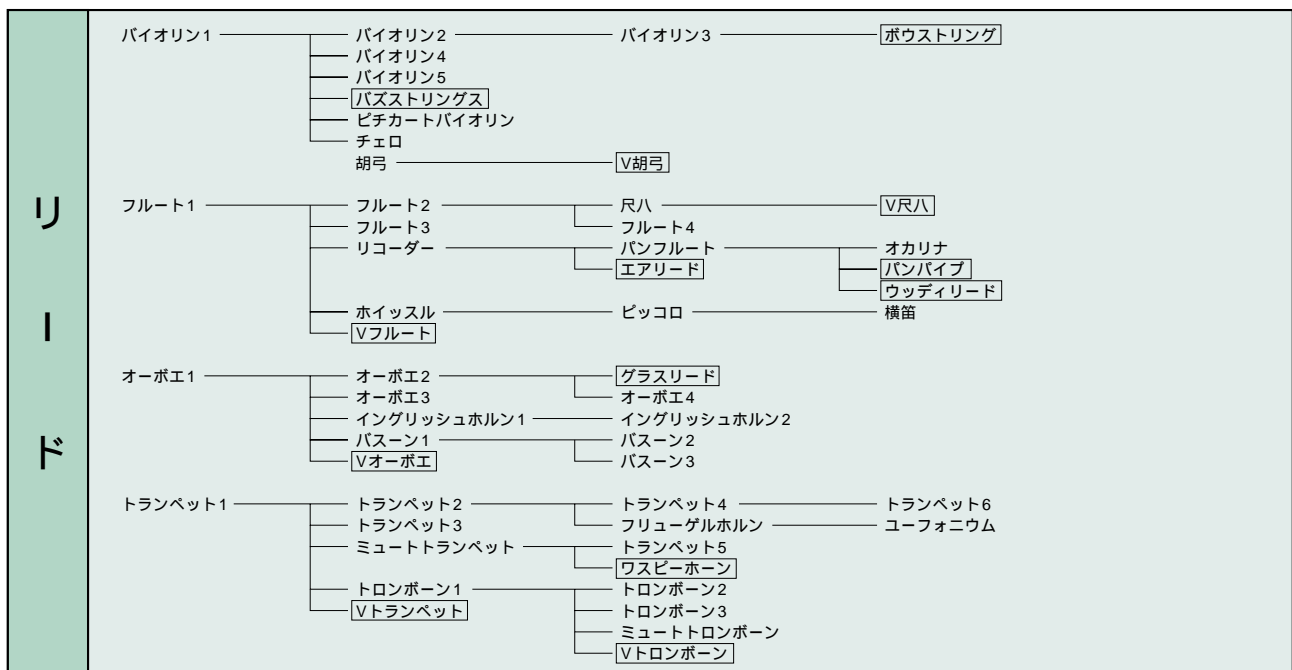 リード
バイオリン1 バイオリン2 バイオリン3 ボウストリング
バイオリン4
バイオリン5
バズストリングス
ピチカートバイオリン
チェロ
胡弓 V胡弓
フルート1 フルート2 尺八 V尺八
フルート3 フルート4
リコーダー パンフルート オカリナ
エアリード パンパイプ
ウッディリード
ホイッスル ピッコロ 横笛
Vフルート
オーボエ1 オーボエ2 グラスリード
オーボエ3 オーボエ4
イングリッシュホルン1 イングリッシュホルン2
バスーン1 バスーン2
Vオーボエ バスーン3
トランペット1 トランペット2 トランペット4 トランペット6
トランペット3 フリューゲルホルン ユーフォニウム
ミュートトランペット トランペット5
ワスピーホーン
トロンボーン1 トロンボーン2
Vトランペット トロンボーン3
ミュートトロンボーン
Vトロンボーン